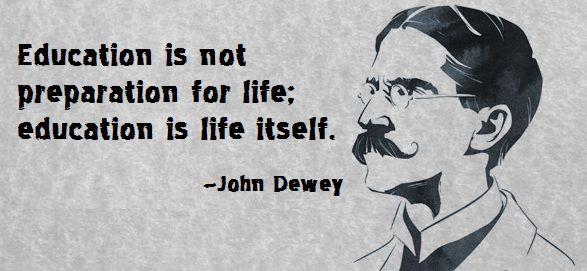 Education is not
preparation for life;
education is life itself.
~John Dewey